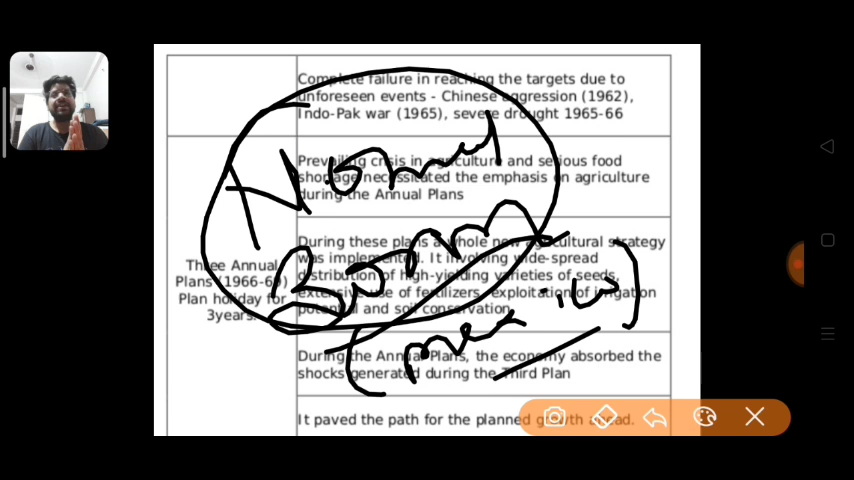 Complete failure in reaching the targets due to
unforeseen events - Chinese aggression (1962),
Indo-Pak war (1965), severe drought 1965-66
Prevailing crisis in agriculture and serious food
shortage necessitated the emphasis on agriculture
during the Annual Plans
Three Annual
Plans (1966-69)
Plan holiday for
3years.
During these plans a whole new agricultural strategy
was implemented. It involving wide-spread
distribution of high-yielding varieties of seeds,
extensive use of fertilizers, exploitation of irrigation
potential and soil conservation
During the Annual Plans, the economy absorbed the
shocks generated during the Third Plan
It paved the path for the planned growth ahead.